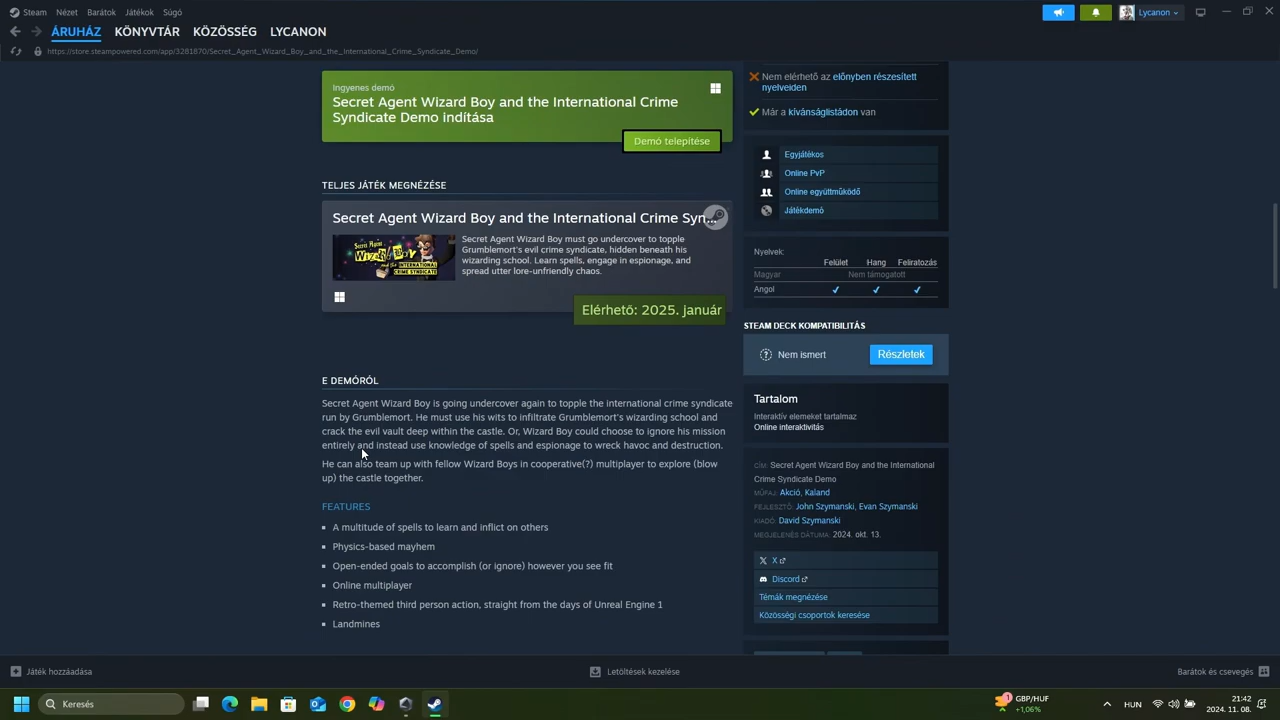 Steam Nézet Barátok Játékok Súgó
Lycanon
ÁRUHÁZ KÖNYVTÁR KÖZÖSSÉG LYCANON
https://store.steampowered.com/app/3281870/Secret_Agent_Wizard_Boy_and_the_International_Crime_Syndicate_Demo/
Ingyenes demó
Secret Agent Wizard Boy and the International Crime
Syndicate Demo indítása
Demó telepítése
TELJES JÁTÉK MEGNÉZÉSE
Secret Agent Wizard Boy and the International Crime Syn...
Secret Agent Wizard Boy must go undercover to topple
Grumblemort's evil crime syndicate, hidden beneath his
wizarding school. Learn spells, engage in espionage, and
spread utter lore-unfriendly chaos.
Secret Agent
WIZARD BOY
and the INTERNATIONAL
CRIME SYNDICATE
Elérhető: 2025. január
E DEMÓRÓL
Secret Agent Wizard Boy is going undercover again to topple the international crime syndicate
run by Grumblemort. He must use his wits to infiltrate Grumblemort's wizarding school and
crack the evil vault deep within the castle. Or, Wizard Boy could choose to ignore his mission
entirely and instead use knowledge of spells and espionage to wreck havoc and destruction.
He can also team up with fellow Wizard Boys in cooperative(?) multiplayer to explore (blow
up) the castle together.
FEATURES
A multitude of spells to learn and inflict on others
Physics-based mayhem
Open-ended goals to accomplish (or ignore) however you see fit
Online multiplayer
Retro-themed third person action, straight from the days of Unreal Engine 1
Landmines
Nem elérhető az előnyben részesített
nyelveiden
Már a kívánságlistádon van
Egyjátékos
Online PvP
Online együttműködő
Játékdemó
Nyelvek:
Felület Hang Feliratozás
Magyar Nem támogatott
Angol ✔ ✔ ✔
STEAM DECK KOMPATIBILITÁS
Nem ismert Részletek
Tartalom
Interaktív elemeket tartalmaz
Online interaktivitás
CÍM: Secret Agent Wizard Boy and the International
Crime Syndicate Demo
MŰFAJ: Akció, Kaland
FEJLESZTŐ: John Szymanski, Evan Szymanski
KIADÓ: David Szymanski
MEGJELENÉS DÁTUMA: 2024. okt. 13.
X
Discord
Témák megnézése
Közösségi csoportok keresése
Játék hozzáadása Letöltések kezelése Barátok és csevegés
Keresés
1 GBP/HUF
+1,06%
HUN
21:42
2024. 11. 08.